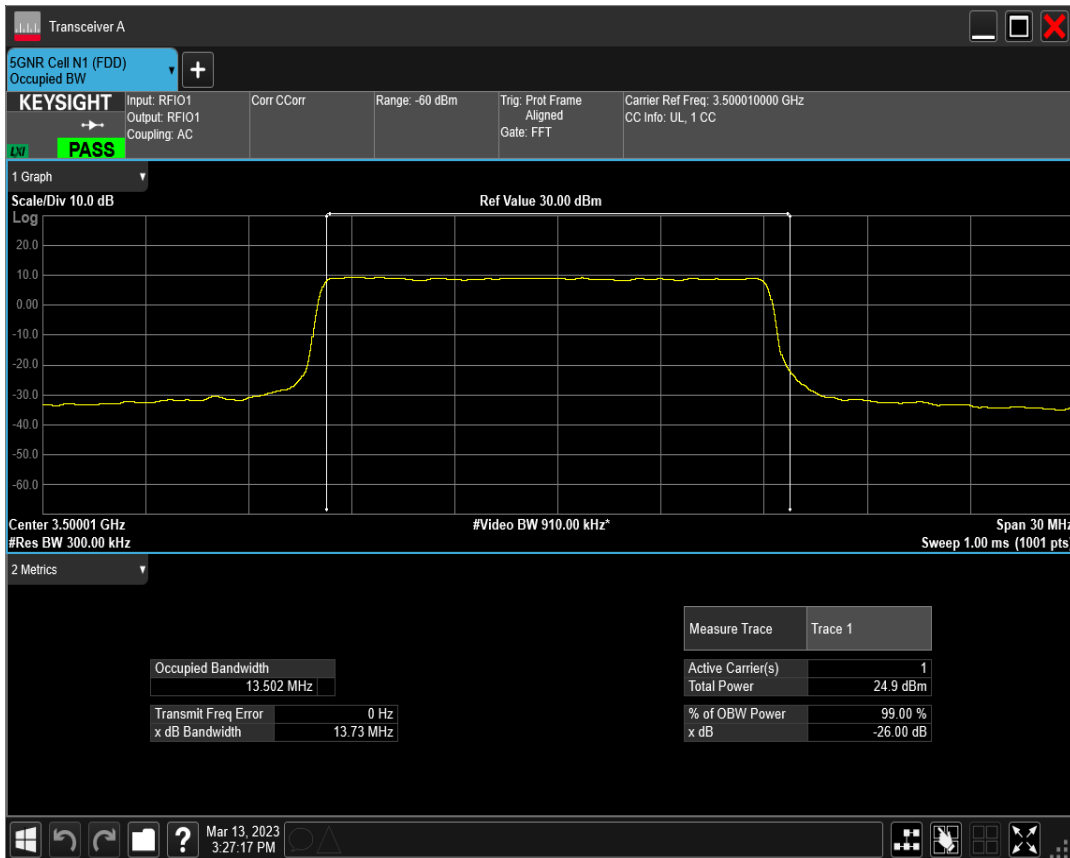 Transceiver A
5GNR Cell N1 (FDD)
Occupied BW
+
KEYSIGHT
LXI
PASS
Input: RFIO1
Output: RFIO1
Coupling: AC
Corr CCorr
Range: -60 dBm
Trig: Prot Frame
Aligned
Gate: FFT
Carrier Ref Freq: 3.500010000 GHz
CC Info: UL, 1 CC
1 Graph
Scale/Div 10.0 dB
Ref Value 30.00 dBm
Log
20.0
10.0
0.00
-10.0
-20.0
-30.0
-40.0
-50.0
-60.0
Center 3.50001 GHz
#Video BW 910.00 kHz*
Span 30 MHz
#Res BW 300.00 kHz
Sweep 1.00 ms (1001 pts)
2 Metrics
Measure Trace Trace 1
Occupied Bandwidth
13.502 MHz
Active Carrier(s) 1
Total Power 24.9 dBm
Transmit Freq Error 0 Hz
x dB Bandwidth 13.73 MHz
% of OBW Power 99.00 %
x dB -26.00 dB
?
Mar 13, 2023
3:27:17 PM